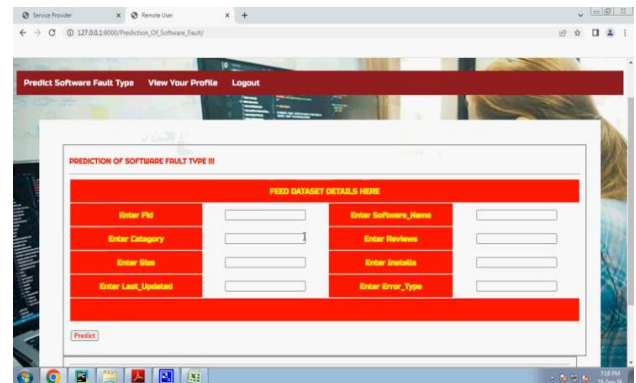 Service Provider
Remote User
127.0.0.1:8000/Prediction_Of_Software_Fault/
Predict Software Fault Type View Your Profile Logout
PREDICTION OF SOFTWARE FAULT TYPE !!!
FEED DATASET DETAILS HERE
Enter Fid Enter Software_Name
Enter Category Enter Reviews
Enter Size Enter Installs
Enter Last_Updated Enter Error_Type
Predict
7:18 PM